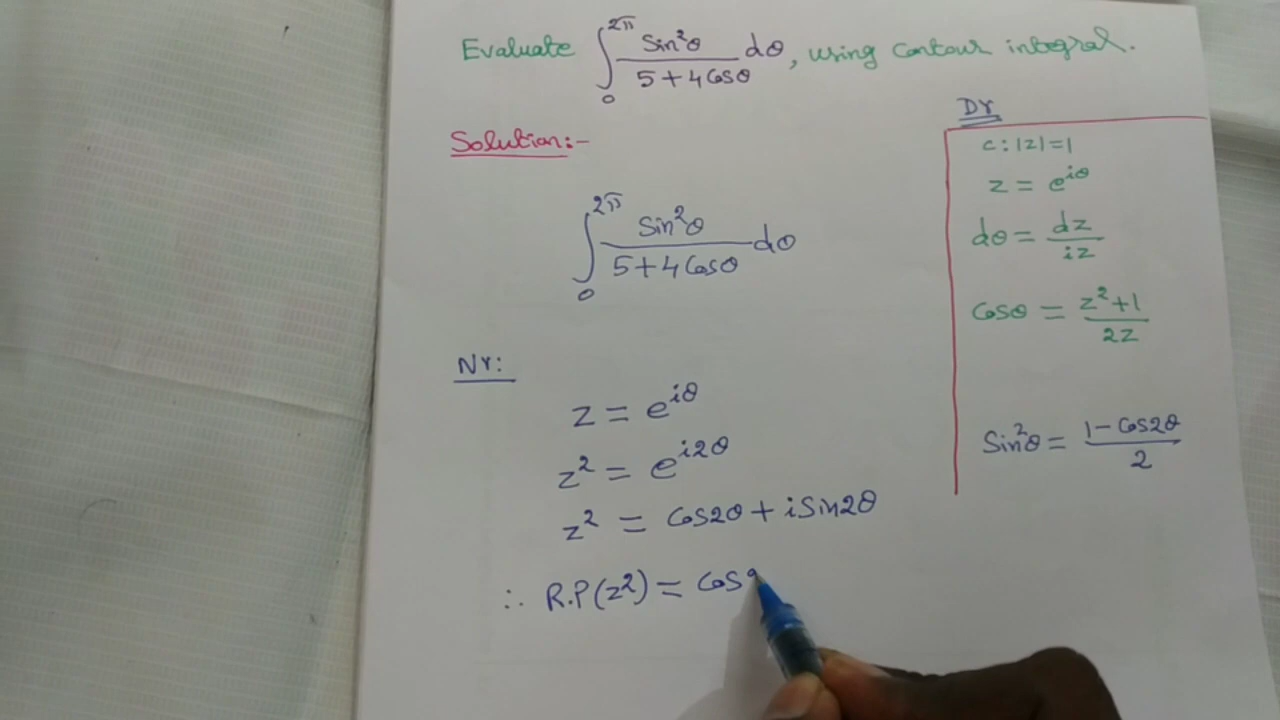 Evaluate ∫₀^2π Sin²θ/(5+4Cosθ) dθ, using Contour integral.
Solution:-
∫₀^2π Sin²θ/(5+4Cosθ) dθ
Nr:
z = e^iθ
z² = e^i2θ
z² = Cos2θ + iSin2θ
∴ R.P(z²) = Cos
Dr
c: |z|=1
z = e^iθ
dθ = dz/iz
Cosθ = (z²+1)/2z
Sin²θ = (1-Cos2θ)/2